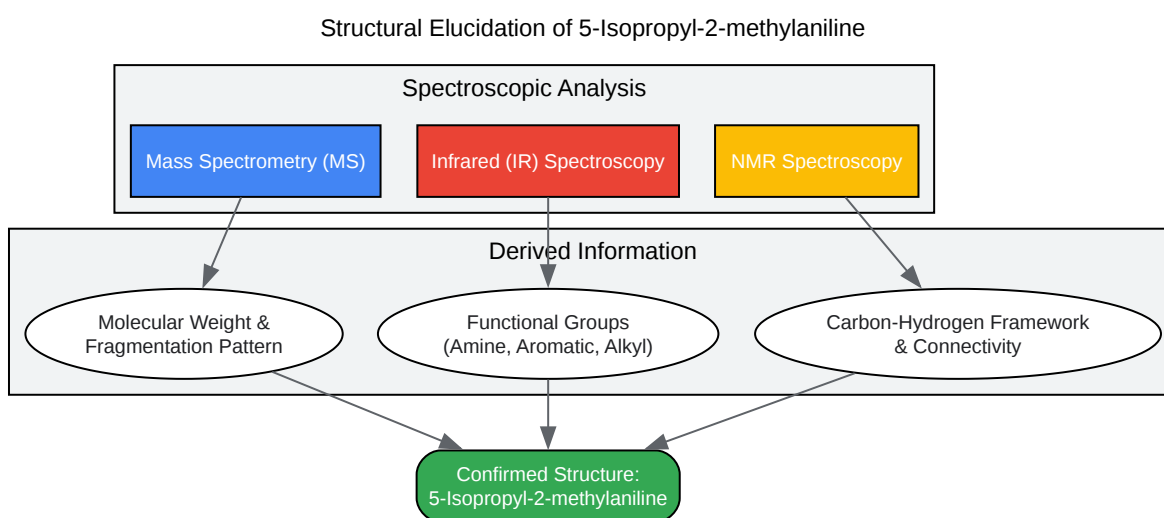 Structural Elucidation of 5-Isopropyl-2-methylaniline
Spectroscopic Analysis
Mass Spectrometry (MS)
Infrared (IR) Spectroscopy
NMR Spectroscopy
Derived Information
Molecular Weight &
Fragmentation Pattern
Functional Groups
(Amine, Aromatic, Alkyl)
Carbon-Hydrogen Framework
& Connectivity
Confirmed Structure:
5-Isopropyl-2-methylaniline